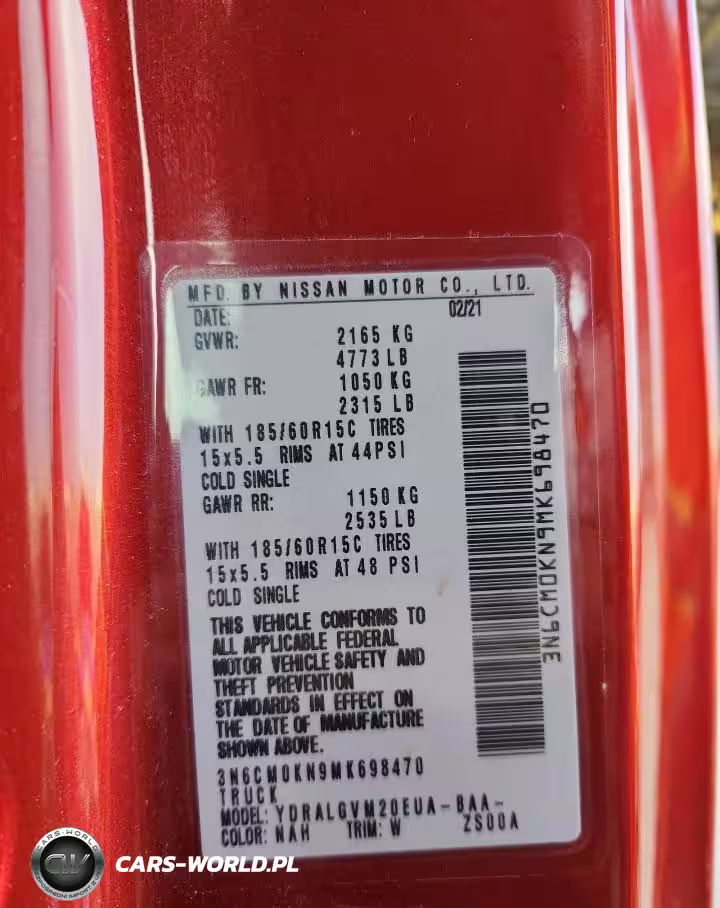 MFD. BY NISSAN MOTOR CO., LTD.
DATE: 02/21
GVWR: 2165 KG
4773 LB
GAWR FR: 1050 KG
2315 LB
WITH 185/60R15C TIRES
15x5.5 RIMS AT 44PSI
COLD SINGLE
GAWR RR: 1150 KG
2535 LB
WITH 185/60R15C TIRES
15x5.5 RIMS AT 48 PSI
COLD SINGLE
THIS VEHICLE CONFORMS TO
ALL APPLICABLE FEDERAL
MOTOR VEHICLE SAFETY AND
THEFT PREVENTION
STANDARDS IN EFFECT ON
THE DATE OF MANUFACTURE
SHOWN ABOVE.
3N6CM0KN9MK698470
TRUCK
MODEL: YDRALGVM20EUA-BAA-
COLOR: NAH TRIM: W ZS00A
3N6CM0KN9MK698470
CARS-WORLD.PL
CARS-WORLD
CW